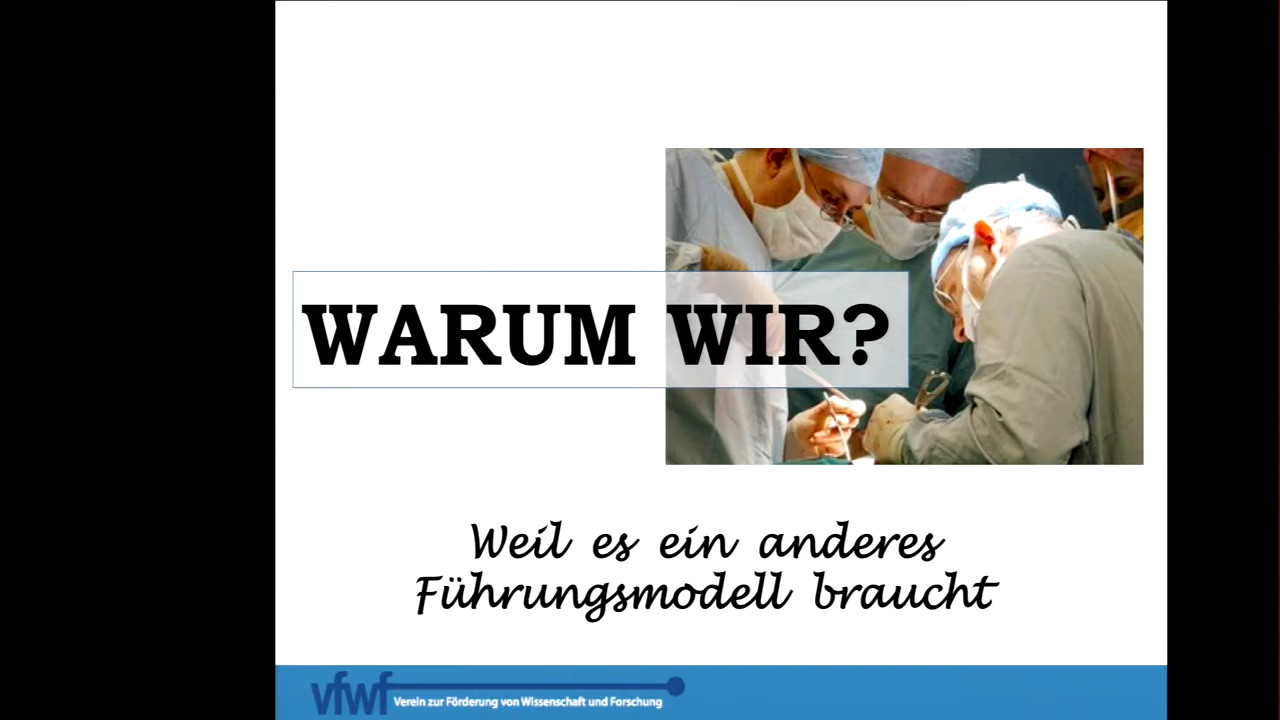 WARUM WIR?
Weil es ein anderes
Führungsmodell braucht
vfwf
Verein zur Förderung von Wissenschaft und Forschung